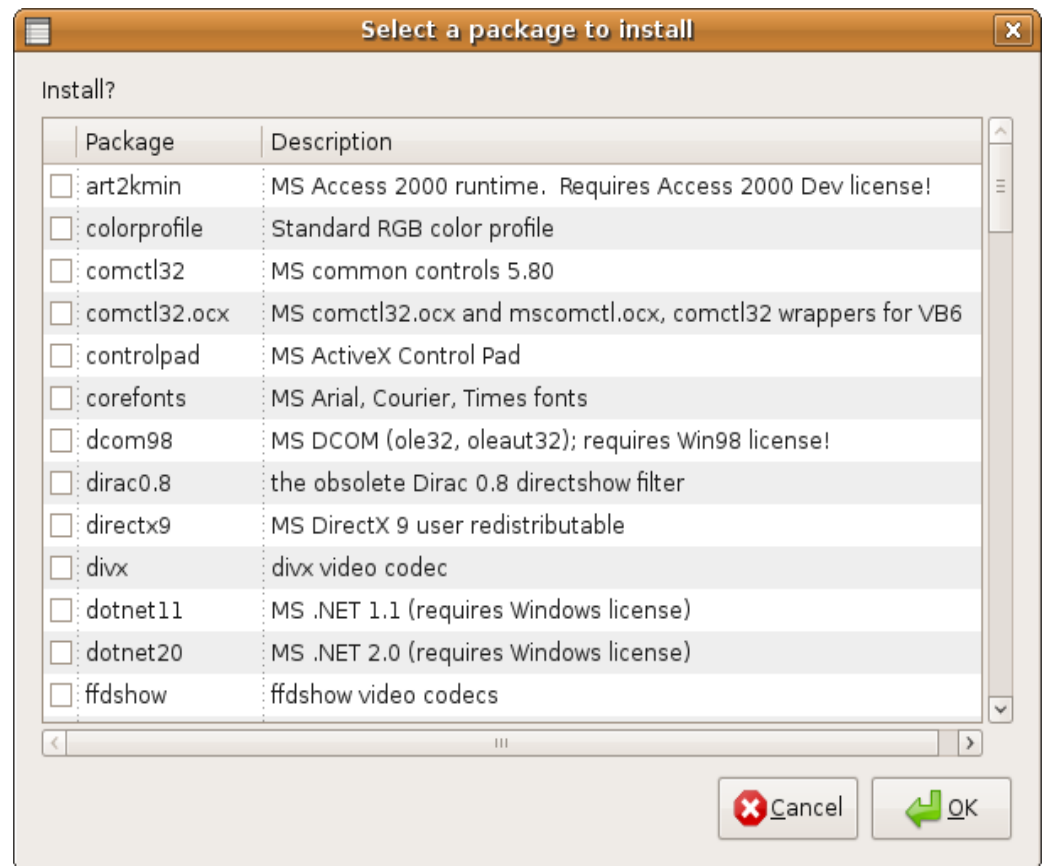 Select a package to install
Install?
Package Description
art2kmin MS Access 2000 runtime.  Requires Access 2000 Dev license!
colorprofile Standard RGB color profile
comctl32 MS common controls 5.80
comctl32.ocx MS comctl32.ocx and mscomctl.ocx, comctl32 wrappers for VB6
controlpad MS ActiveX Control Pad
corefonts MS Arial, Courier, Times fonts
dcom98 MS DCOM (ole32, oleaut32); requires Win98 license!
dirac0.8 the obsolete Dirac 0.8 directshow filter
directx9 MS DirectX 9 user redistributable
divx divx video codec
dotnet11 MS .NET 1.1 (requires Windows license)
dotnet20 MS .NET 2.0 (requires Windows license)
ffdshow ffdshow video codecs
Cancel OK